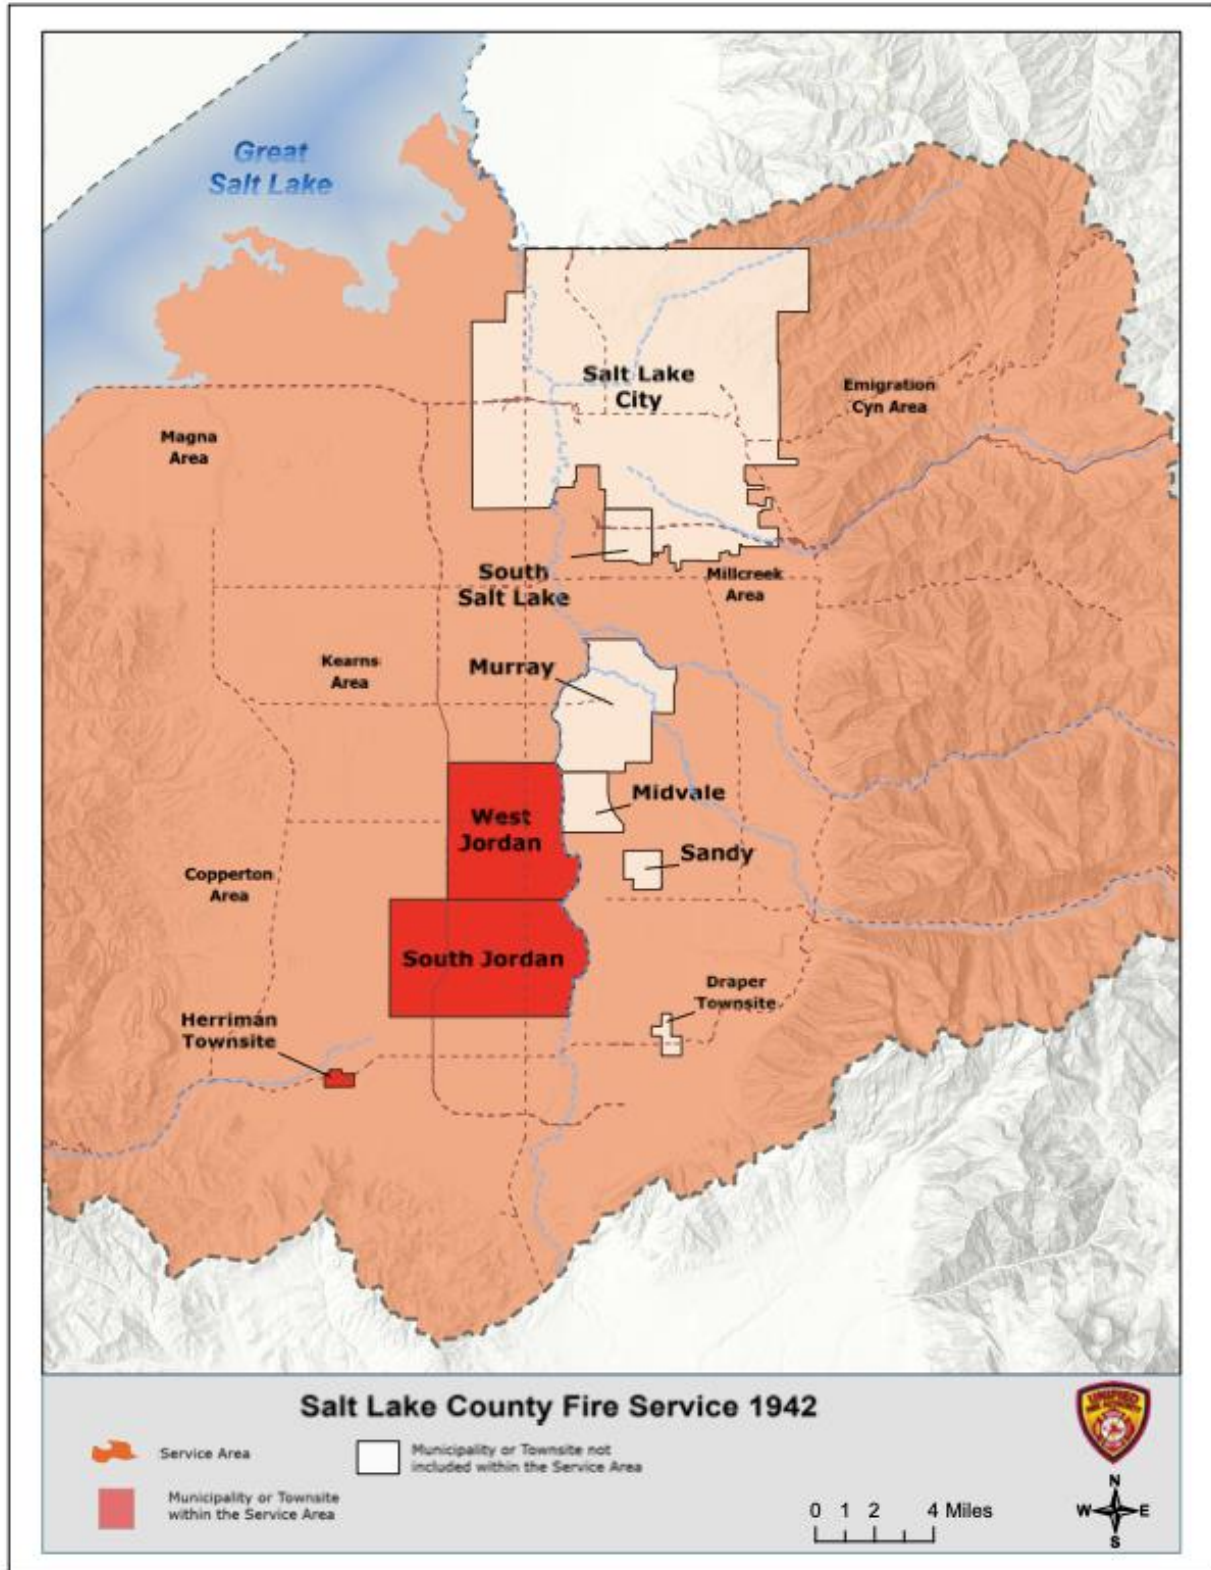 Great
Salt Lake
Salt Lake
City
Emigration
Cyn Area
Magna
Area
South
Salt Lake
Millcreek
Area
Kearns
Area
Murray
West
Jordan
Midvale
Sandy
Copperton
Area
South Jordan
Draper
Townsite
Herriman
Townsite
Salt Lake County Fire Service 1942
Service Area
Municipality or Townsite not
included within the Service Area
Municipality or Townsite
within the Service Area
0 1 2 4 Miles
UNIFIED
N
W E
S